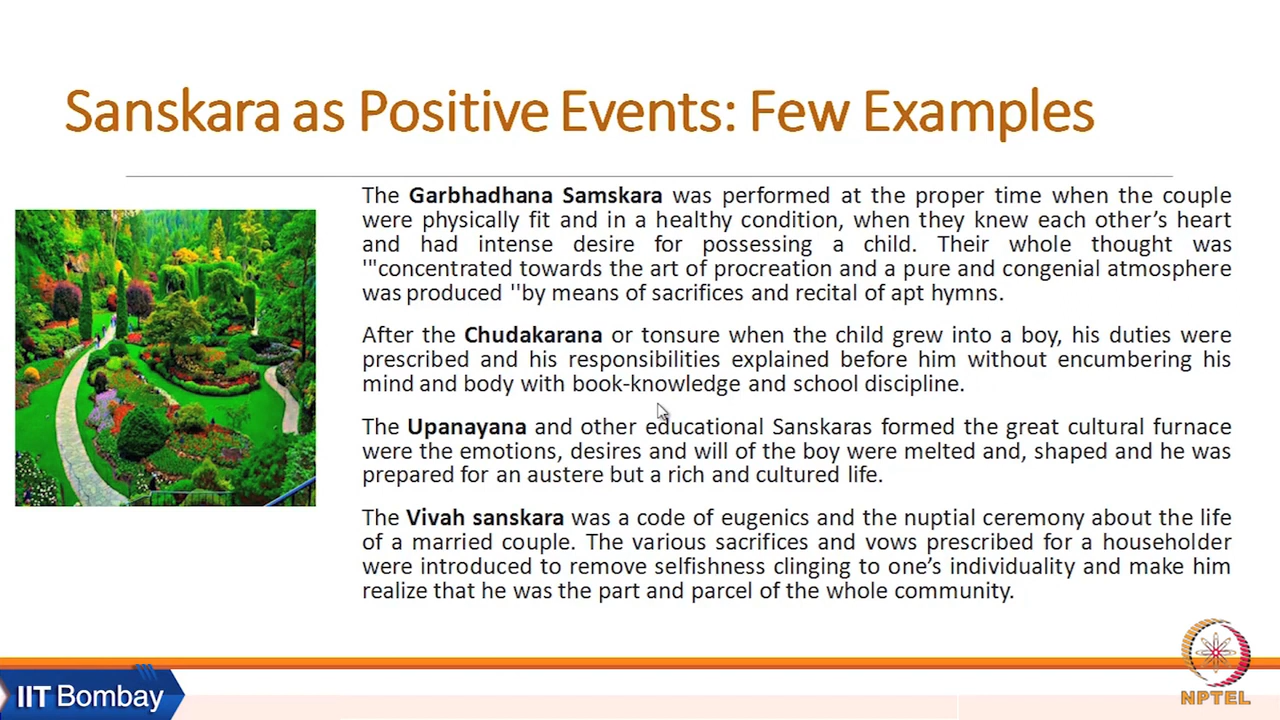 Sanskara as Positive Events: Few Examples
The Garbhadhana Samskara was performed at the proper time when the couple
were physically fit and in a healthy condition, when they knew each other’s heart
and had intense desire for possessing a child. Their whole thought was
'"concentrated towards the art of procreation and a pure and congenial atmosphere
was produced ''by means of sacrifices and recital of apt hymns.
After the Chudakarana or tonsure when the child grew into a boy, his duties were
prescribed and his responsibilities explained before him without encumbering his
mind and body with book-knowledge and school discipline.
The Upanayana and other educational Sanskaras formed the great cultural furnace
were the emotions, desires and will of the boy were melted and, shaped and he was
prepared for an austere but a rich and cultured life.
The Vivah sanskara was a code of eugenics and the nuptial ceremony about the life
of a married couple. The various sacrifices and vows prescribed for a householder
were introduced to remove selfishness clinging to one’s individuality and make him
realize that he was the part and parcel of the whole community.
IIT Bombay
NPTEL